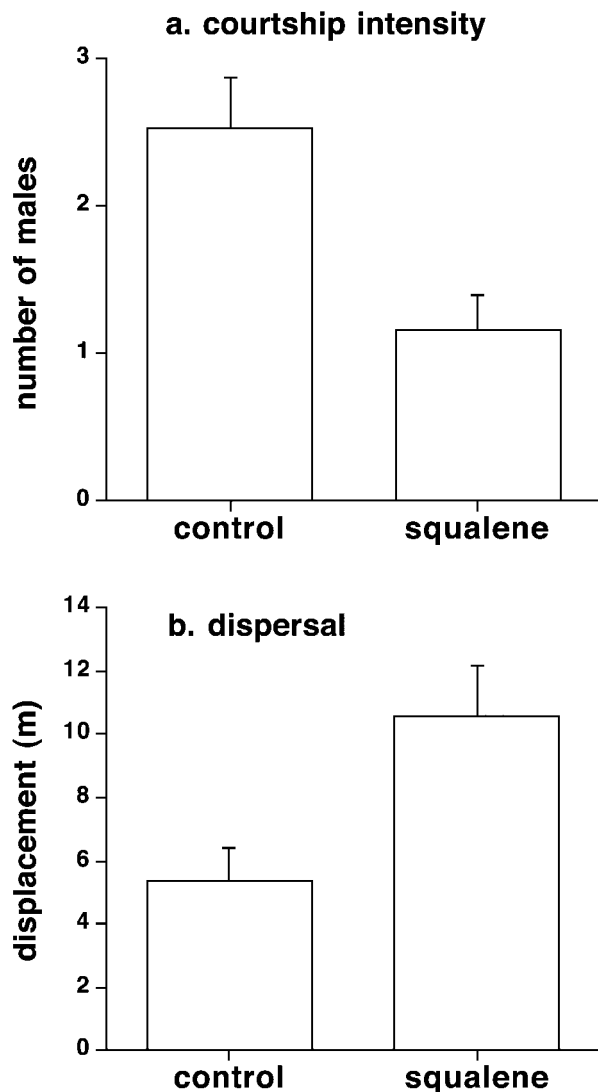 a. courtship intensity
number of males
3
2
1
0
control squalene
b. dispersal
displacement (m)
14
12
10
8
6
4
2
0
control squalene